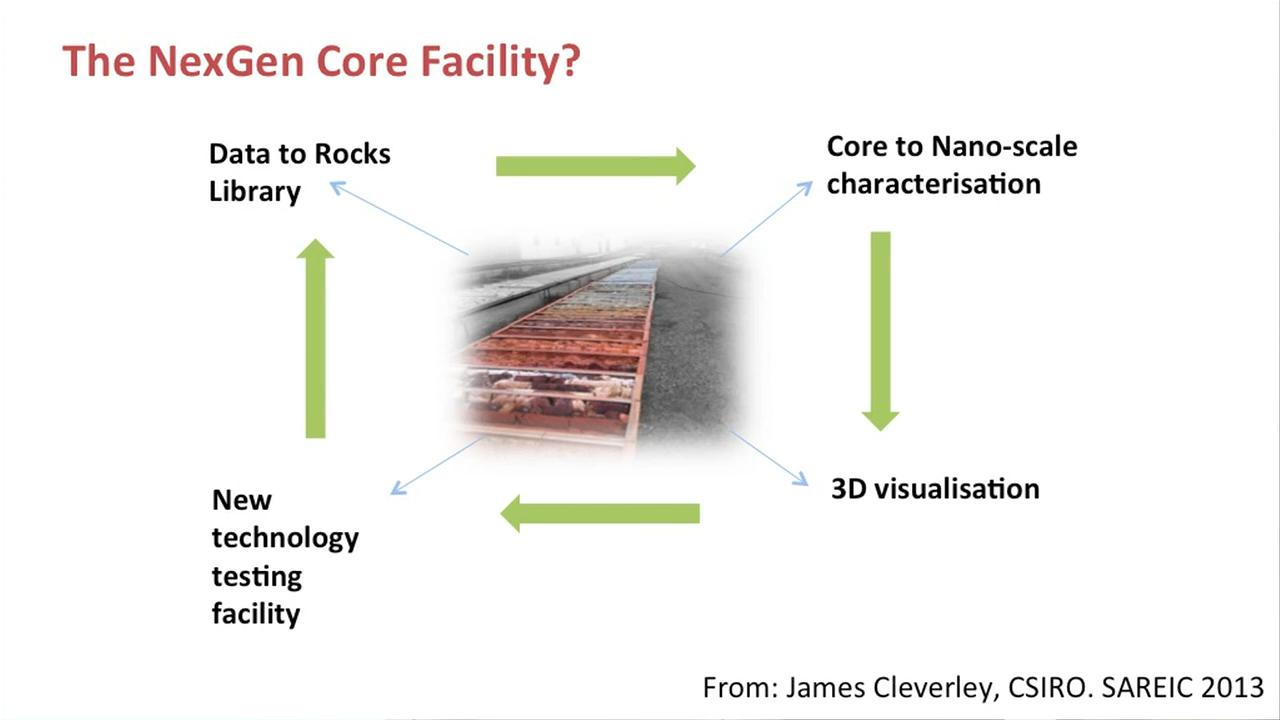 The NexGen Core Facility?
Data to Rocks
Library
Core to Nano-scale
characterisation
New
technology
testing
facility
3D visualisation
From: James Cleverley, CSIRO. SAREIC 2013